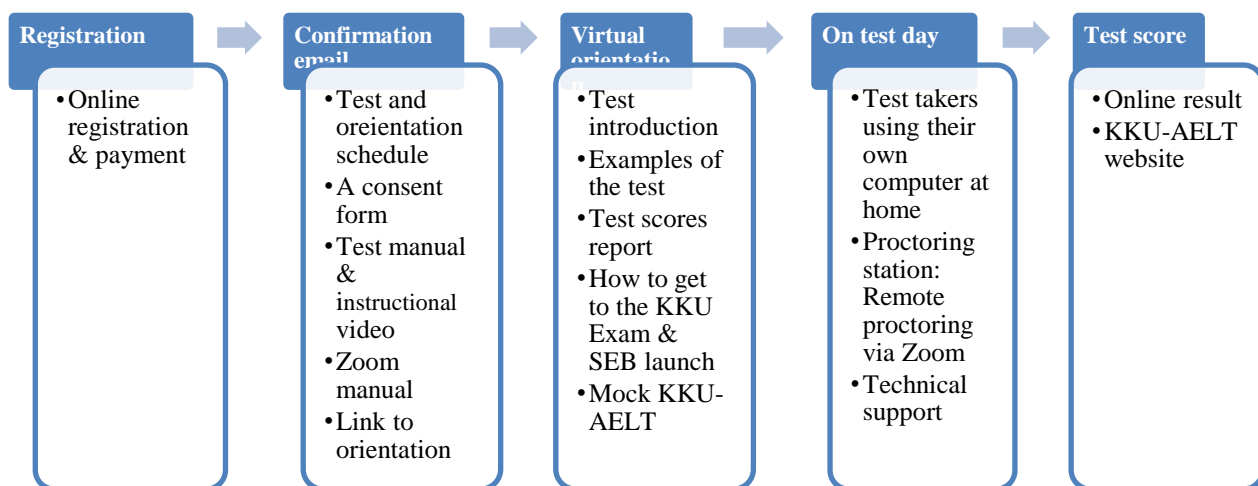 Registration
• Online
registration
& payment
Confirmation
email
• Test and
oreientation
schedule
• A consent
form
• Test manual
&
instructional
video
• Zoom
manual
• Link to
orientation
Virtual
orientatio
n
• Test
introduction
• Examples of
the test
• Test scores
report
• How to get
to the KKU
Exam &
SEB launch
• Mock KKU-
AELT
On test day
• Test takers
using their
own
computer at
home
• Proctoring
station:
Remote
proctoring
via Zoom
• Technical
support
Test score
• Online result
• KKU-AELT
website